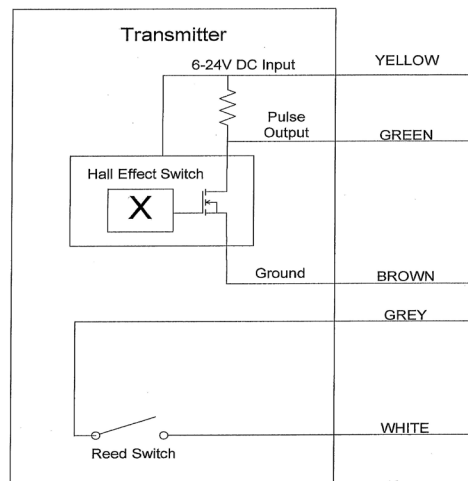 Transmitter
6-24V DC Input
YELLOW
Pulse
Output
GREEN
Hall Effect Switch
X
Ground
BROWN
GREY
WHITE
Reed Switch